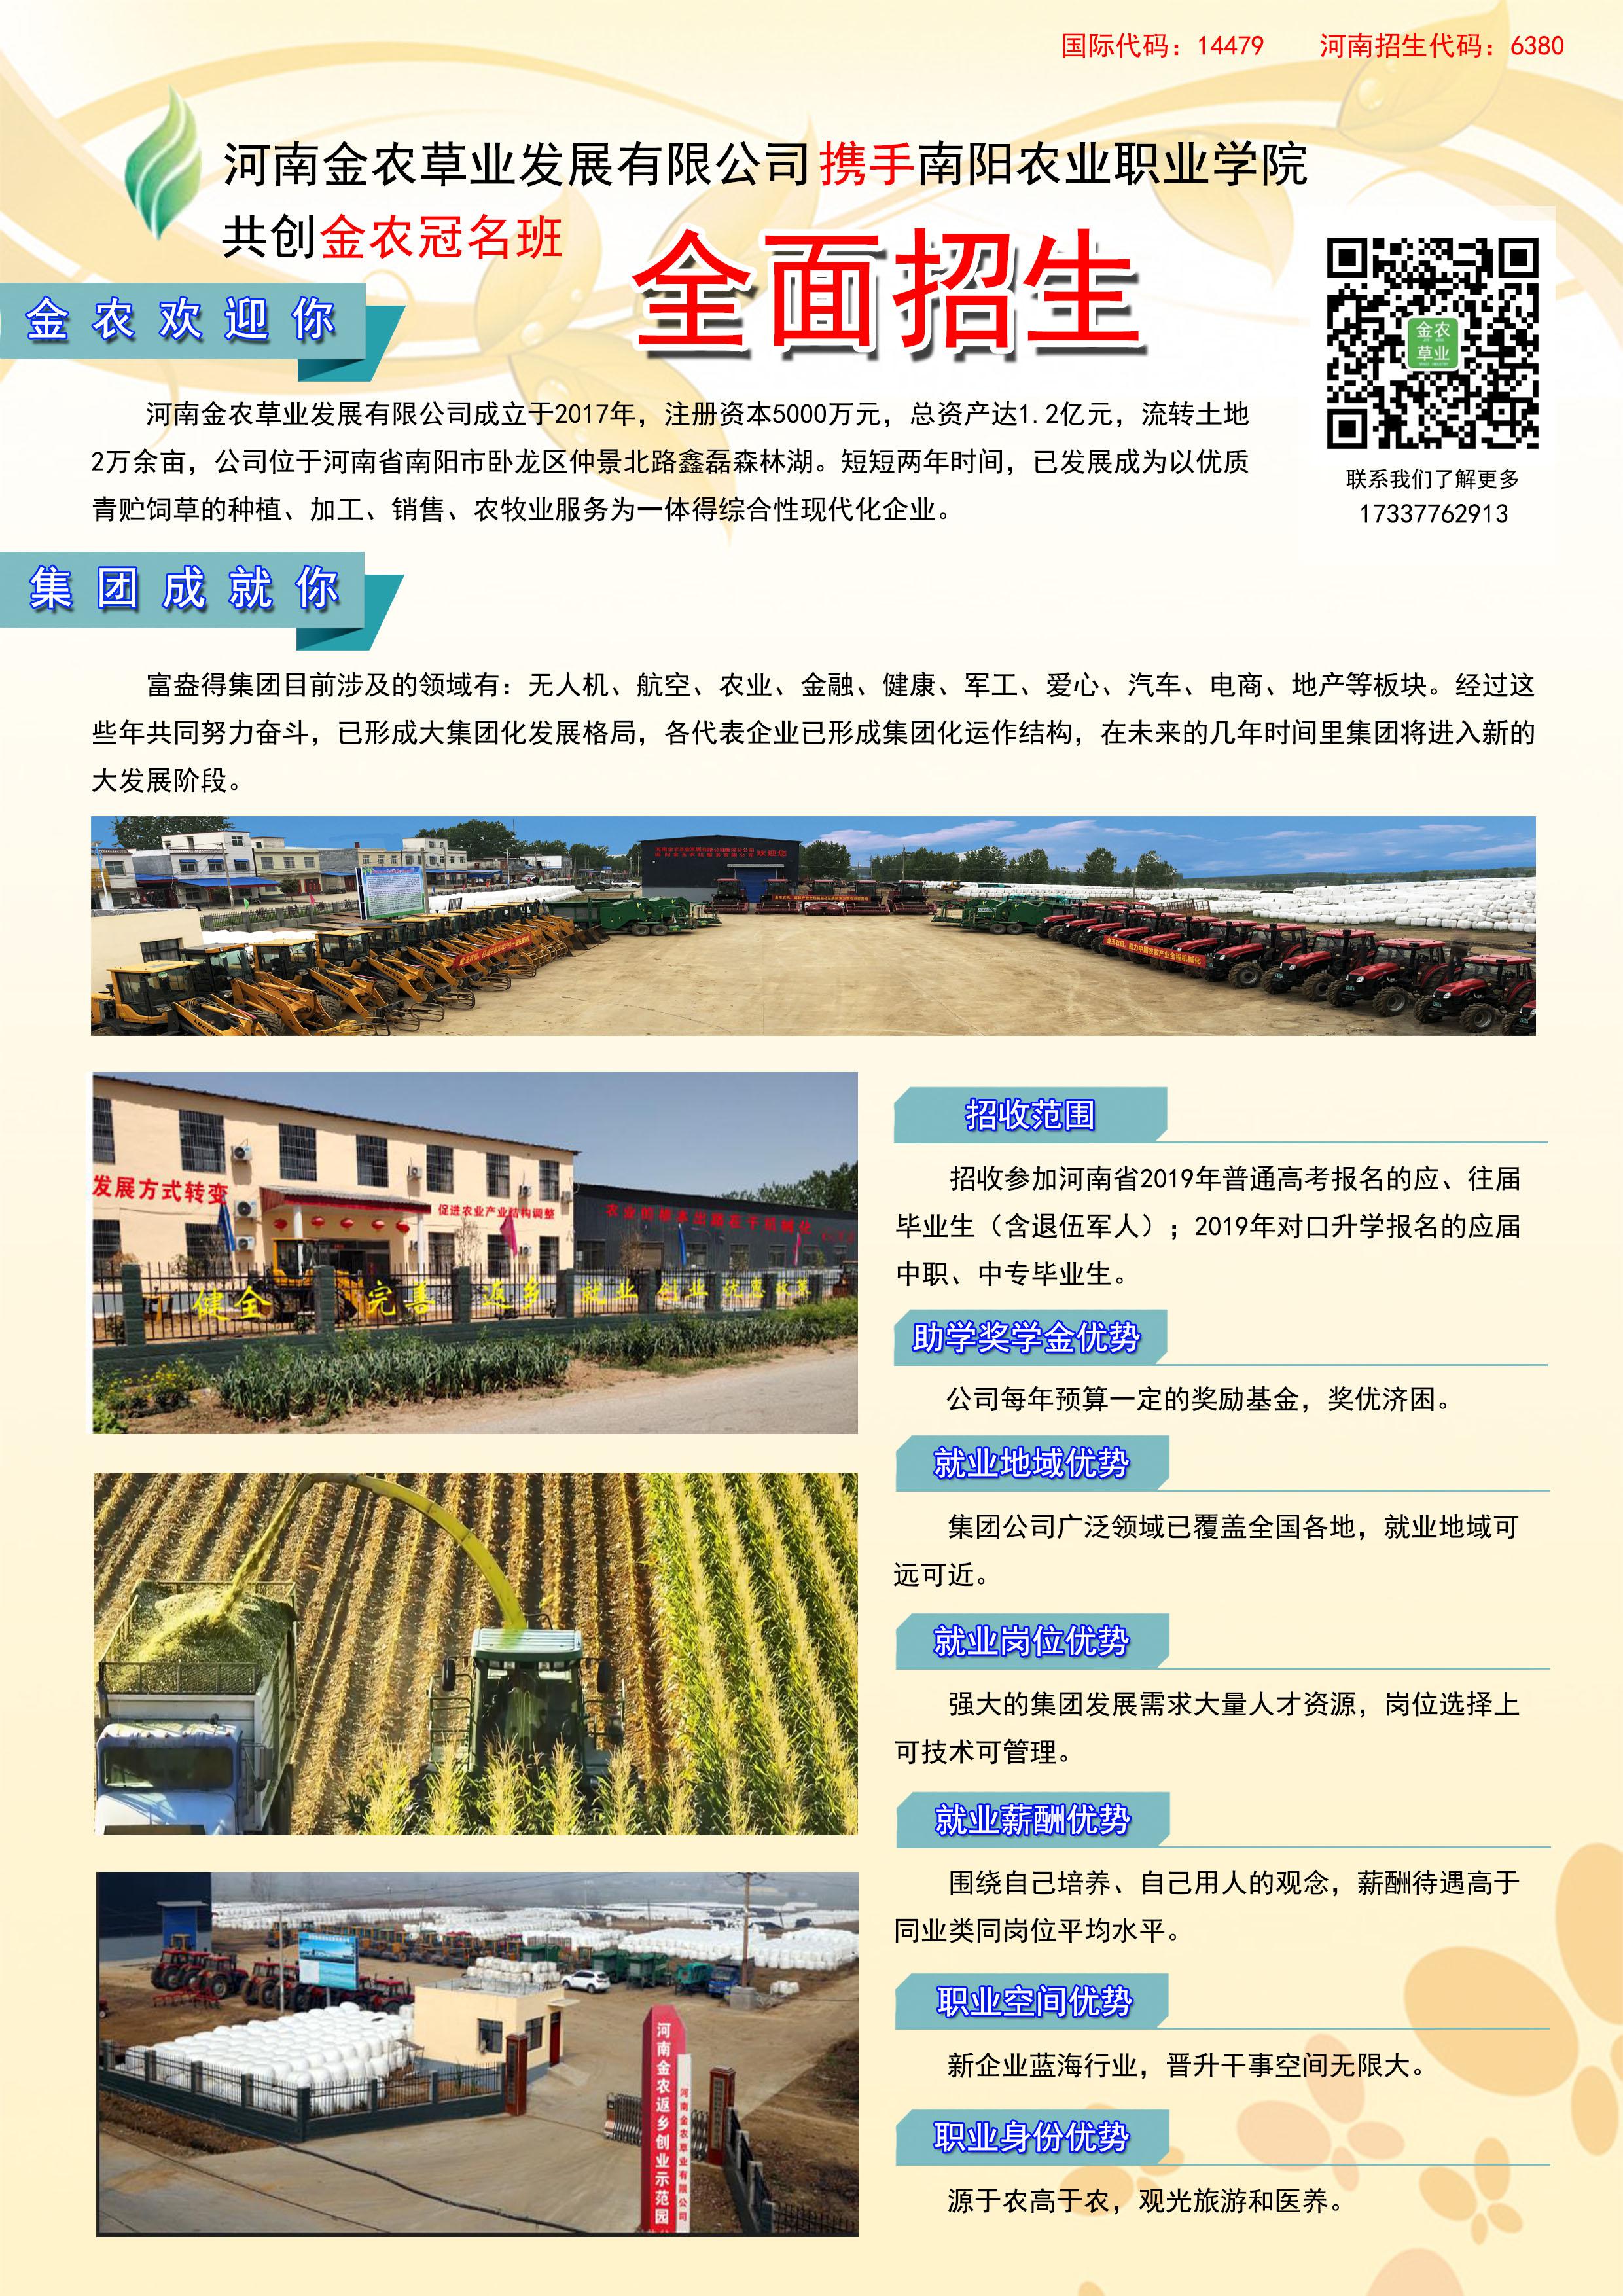 国际代码：14479 河南招生代码：6380
河南金农草业发展有限公司携手南阳农业职业学院
共创金农冠名班
全面招生
金农欢迎你
金农
草业
联系我们了解更多
17337762913
河南金农草业发展有限公司成立于2017年，注册资本5000万元，总资产达1.2亿元，流转土地
2万余亩，公司位于河南省南阳市卧龙区仲景北路鑫磊森林湖。短短两年时间，已发展成为以优质
青贮饲草的种植、加工、销售、农牧业服务为一体得综合性现代化企业。
集团成就你
富盎得集团目前涉及的领域有：无人机、航空、农业、金融、健康、军工、爱心、汽车、电商、地产等板块。经过这
些年共同努力奋斗，已形成大集团化发展格局，各代表企业已形成集团化运作结构，在未来的几年时间里集团将进入新的
大发展阶段。
欢迎您
发展方式转变
促进农业产业结构调整
农业的根本出路在于机械化
健全 完善 返乡 就业 创业 优惠政策
河南金农返乡创业示范园
河南金农草业有限公司
招收范围
招收参加河南省2019年普通高考报名的应、往届
毕业生（含退伍军人）；2019年对口升学报名的应届
中职、中专毕业生。
助学奖学金优势
公司每年预算一定的奖励基金，奖优济困。
就业地域优势
集团公司广泛领域已覆盖全国各地，就业地域可
远可近。
就业岗位优势
强大的集团发展需求大量人才资源，岗位选择上
可技术可管理。
就业薪酬优势
围绕自己培养、自己用人的观念，薪酬待遇高于
同业类同岗位平均水平。
职业空间优势
新企业蓝海行业，晋升干事空间无限大。
职业身份优势
源于农高于农，观光旅游和医养。